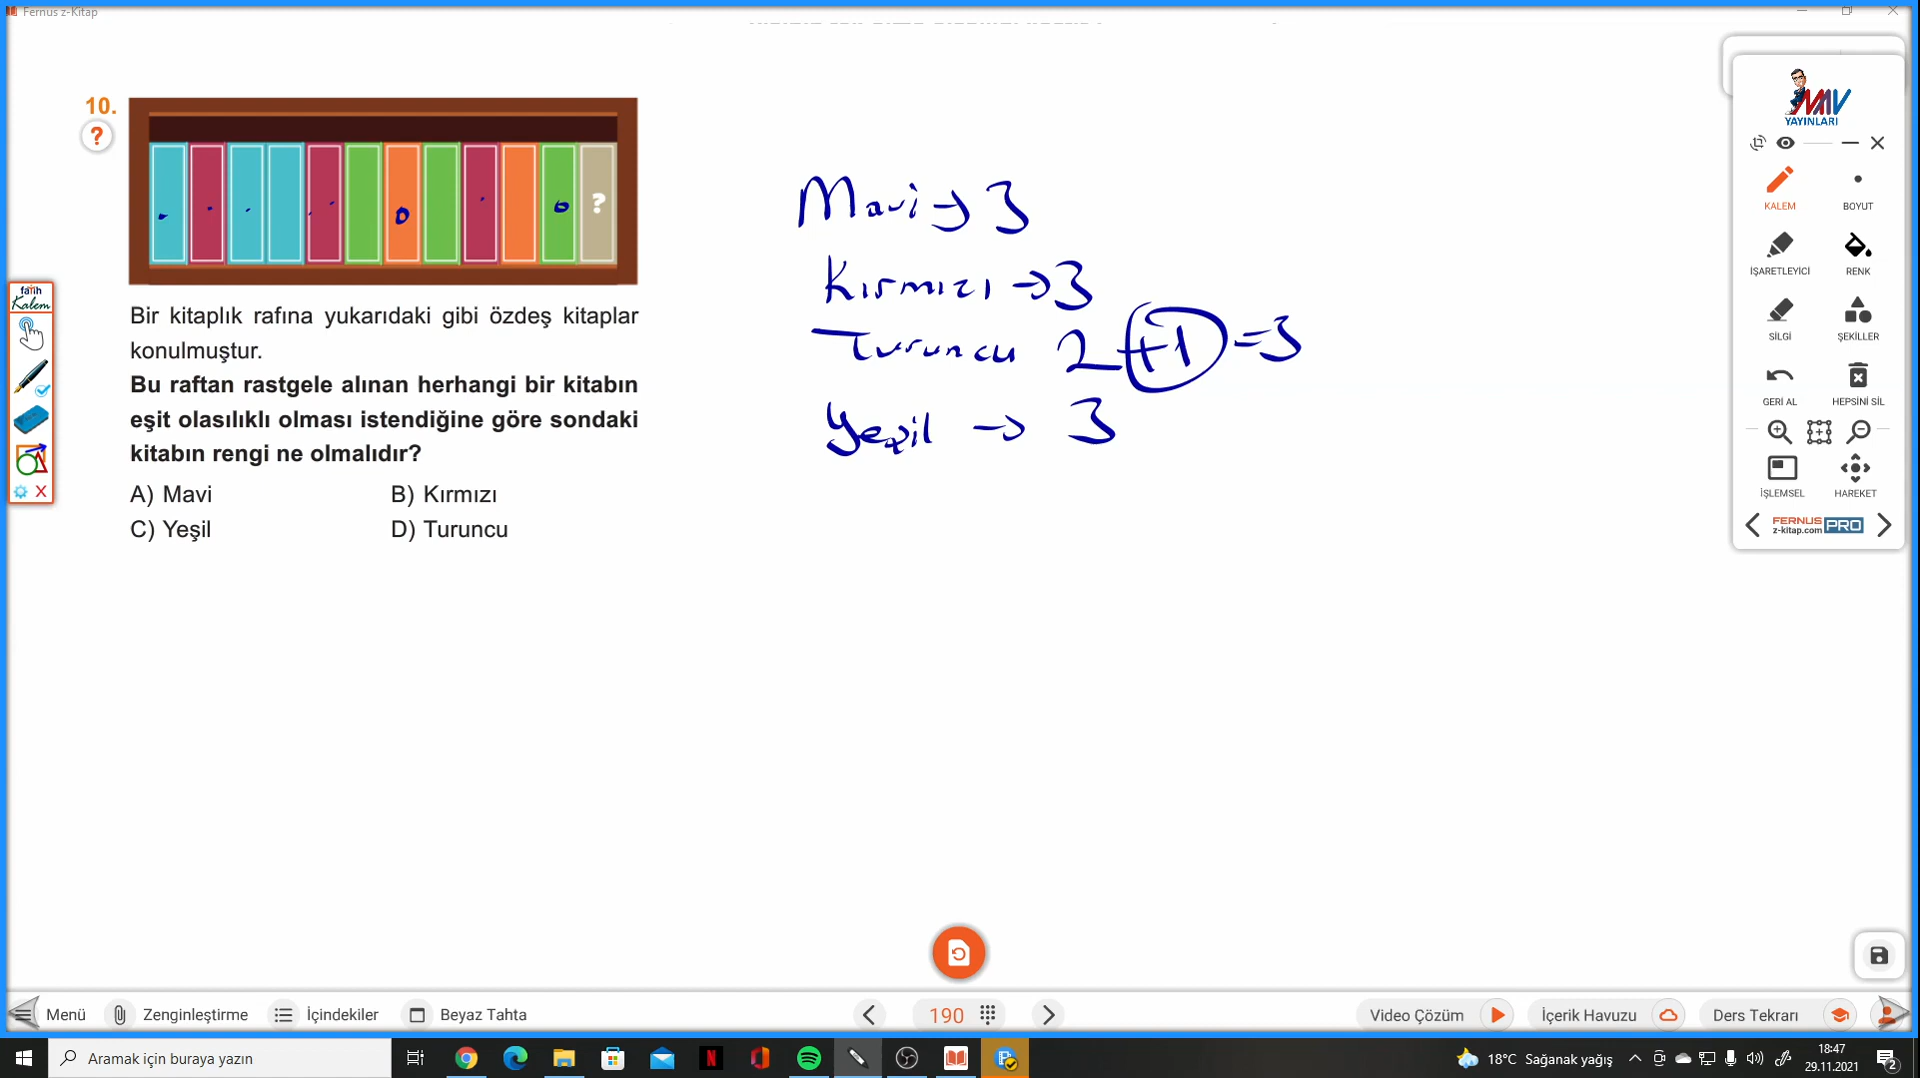 Fernus z-Kitap
10.
?
?
Bir kitaplık rafına yukarıdaki gibi özdeş kitaplar
konulmuştur.
Bu raftan rastgele alınan herhangi bir kitabın
eşit olasılıklı olması istendiğine göre sondaki
kitabın rengi ne olmalıdır?
A) Mavi
B) Kırmızı
C) Yeşil
D) Turuncu
Mavi → 3
Kırmızı → 3
Turuncu 2 +1 = 3
Yeşil → 3
fatih
Kalem
X
MAV
YAYINLARI
KALEM
BOYUT
İŞARETLEYİCİ
RENK
SİLGİ
ŞEKİLLER
GERİ AL
HEPSİNİ SİL
İŞLEMSEL
HAREKET
FERNUS
z-kitap.com
PRO
Menü
Zenginleştirme
İçindekiler
Beyaz Tahta
190
Video Çözüm
İçerik Havuzu
Ders Tekrarı
Aramak için buraya yazın
18°C Sağanak yağış
18:47
29.11.2021
2